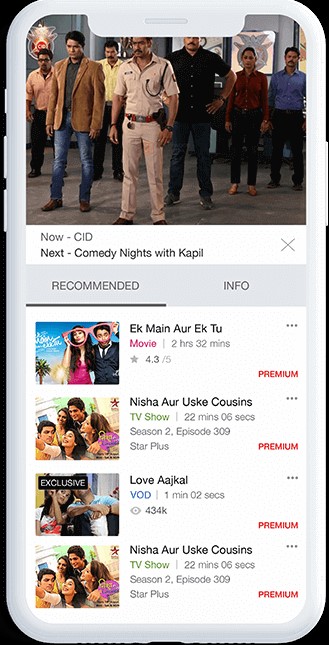 Now - CID
Next - Comedy Nights with Kapil
RECOMMENDED
INFO
Ek Main Aur Ek Tu
Movie | 2 hrs 32 mins
4.3 /5
PREMIUM
Nisha Aur Uske Cousins
TV Show | 22 mins 06 secs
Season 2, Episode 309
Star Plus
PREMIUM
EXCLUSIVE
Love Aajkal
VOD | 1 min 02 secs
434k
PREMIUM
Nisha Aur Uske Cousins
TV Show | 22 mins 06 secs
Season 2, Episode 309
Star Plus
PREMIUM